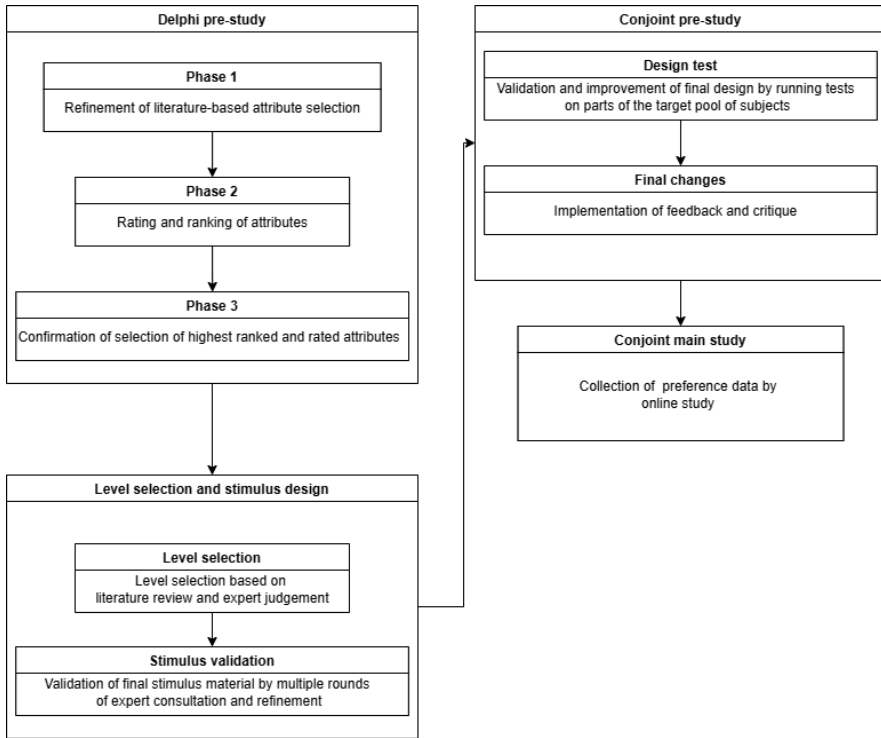 Delphi pre-study
Phase 1
Refinement of literature-based attribute selection
Phase 2
Rating and ranking of attributes
Phase 3
Confirmation of selection of highest ranked and rated attributes
Level selection and stimulus design
Level selection
Level selection based on
literature review and expert judgement
Stimulus validation
Validation of final stimulus material by multiple rounds
of expert consultation and refinement
Conjoint pre-study
Design test
Validation and improvement of final design by running tests
on parts of the target pool of subjects
Final changes
Implementation of feedback and critique
Conjoint main study
Collection of preference data by
online study